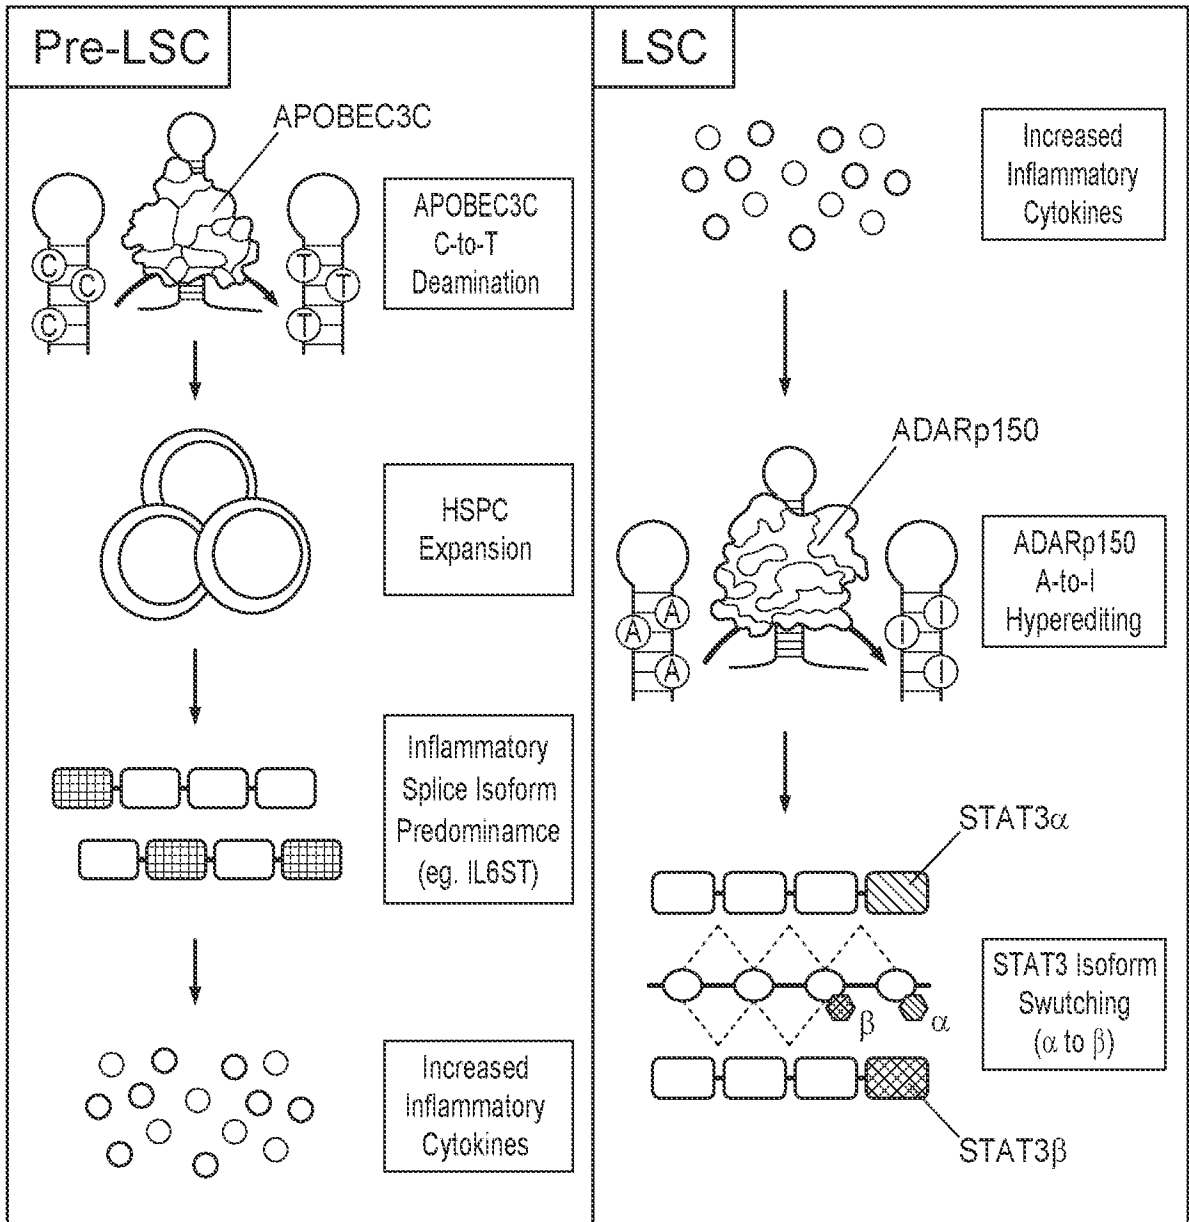 Pre-LSC
APOBEC3C
C
C
C
T
T
T
APOBEC3C
C-to-T
Deamination
HSPC
Expansion
Inflammatory
Splice Isoform
Predominamce
(eg. IL6ST)
Increased
Inflammatory
Cytokines
LSC
Increased
Inflammatory
Cytokines
ADARp150
A
A
A
I
I
I
ADARp150
A-to-I
Hyperediting
STAT3α
β
α
STAT3 Isoform
Swutching
(α to β)
STAT3β